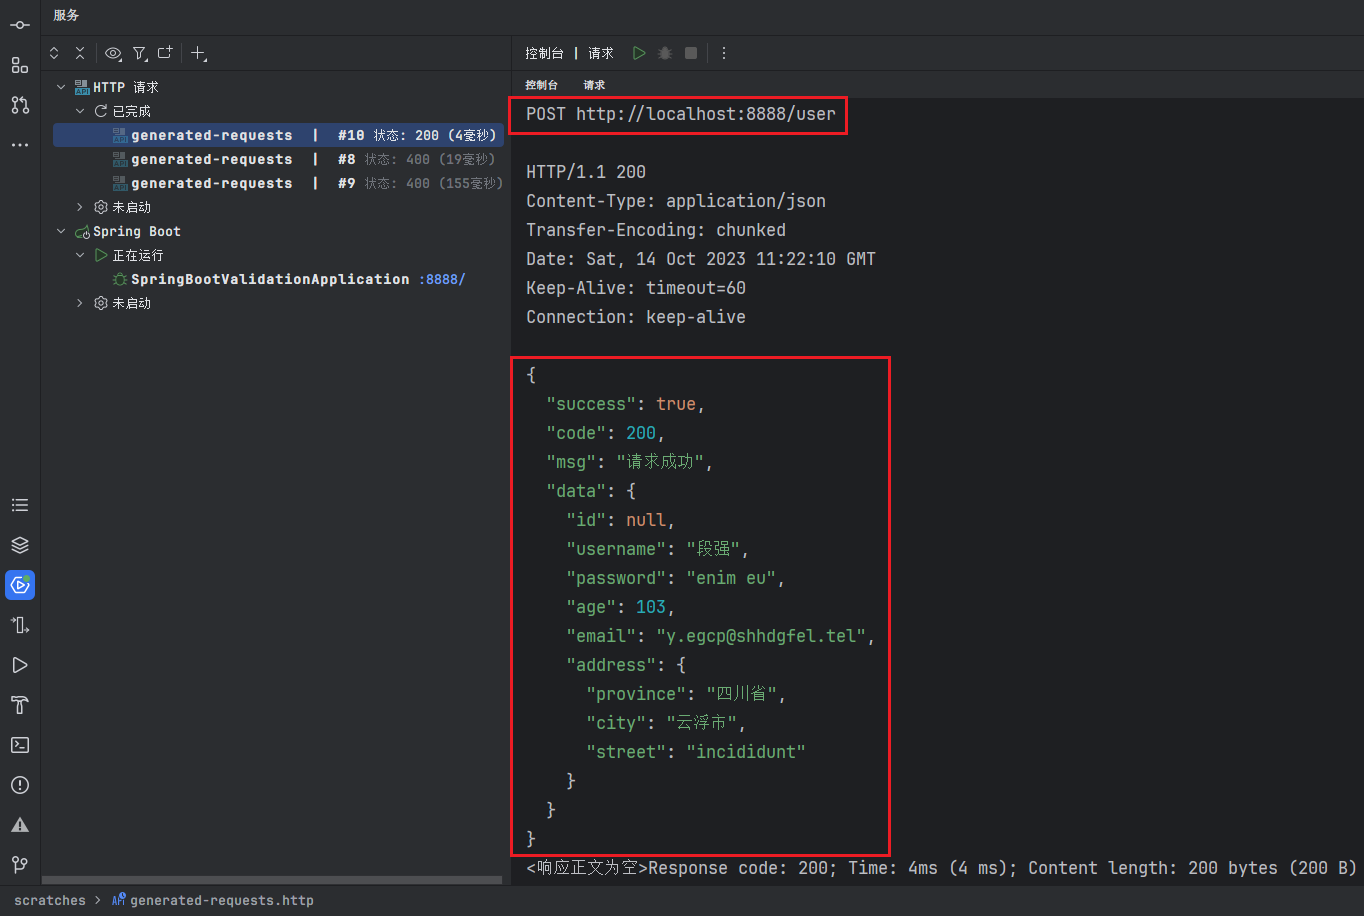 服务
HTTP 请求
已完成
generated-requests | #10 状态: 200 (4毫秒)
generated-requests | #8 状态: 400 (19毫秒)
generated-requests | #9 状态: 400 (155毫秒)
未启动
Spring Boot
正在运行
SpringBootValidationApplication :8888/
未启动
控制台 | 请求
控制台 请求
POST http://localhost:8888/user
HTTP/1.1 200
Content-Type: application/json
Transfer-Encoding: chunked
Date: Sat, 14 Oct 2023 11:22:10 GMT
Keep-Alive: timeout=60
Connection: keep-alive
{
"success": true,
"code": 200,
"msg": "请求成功",
"data": {
"id": null,
"username": "段强",
"password": "enim eu",
"age": 103,
"email": "y.egcp@shhdgfel.tel",
"address": {
"province": "四川省",
"city": "云浮市",
"street": "incididunt"
}
}
}
<响应正文为空>Response code: 200; Time: 4ms (4 ms); Content length: 200 bytes (200 B)
scratches > API generated-requests.http